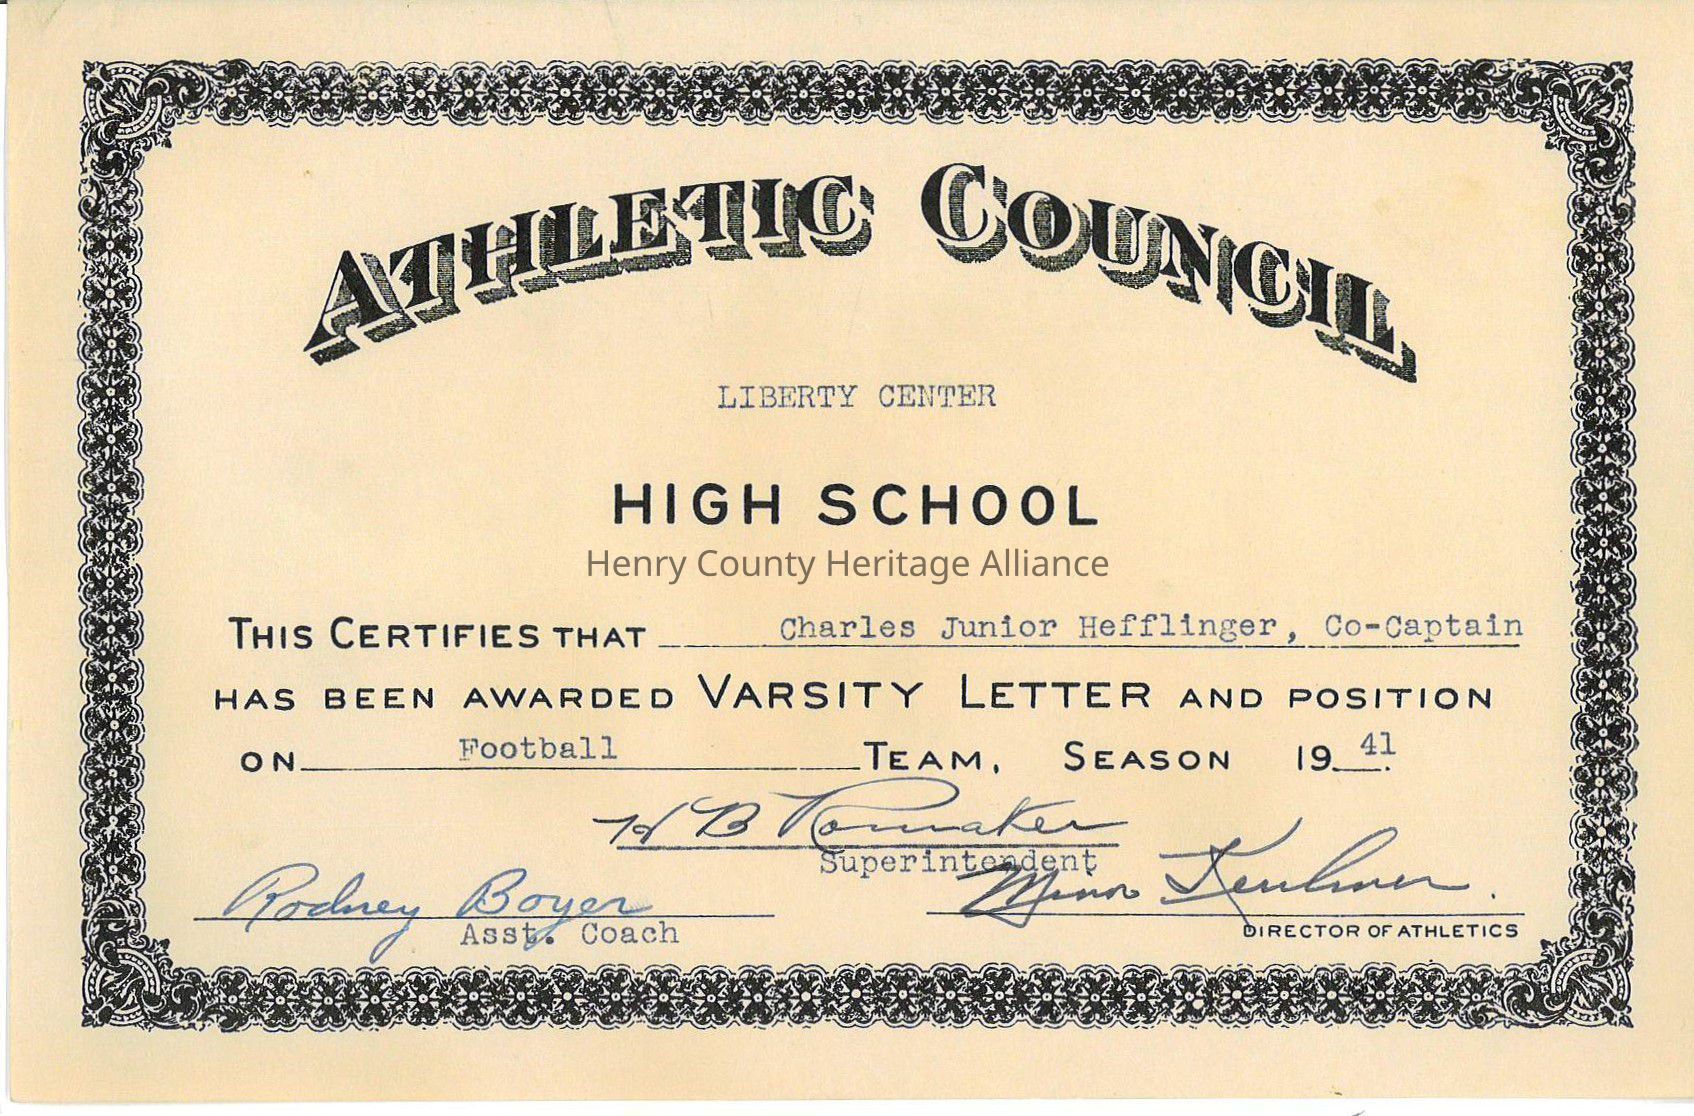 ATHLETIC COUNCIL
LIBERTY CENTER
HIGH SCHOOL
Henry County Heritage Alliance
THIS CERTIFIES THAT Charles Junior Hefflinger, Co-Captain
HAS BEEN AWARDED VARSITY LETTER AND POSITION
ON Football TEAM, SEASON 1941.
H B Romaker
Superintendent
Rodney Boyer
Asst. Coach
DIRECTOR OF ATHLETICS